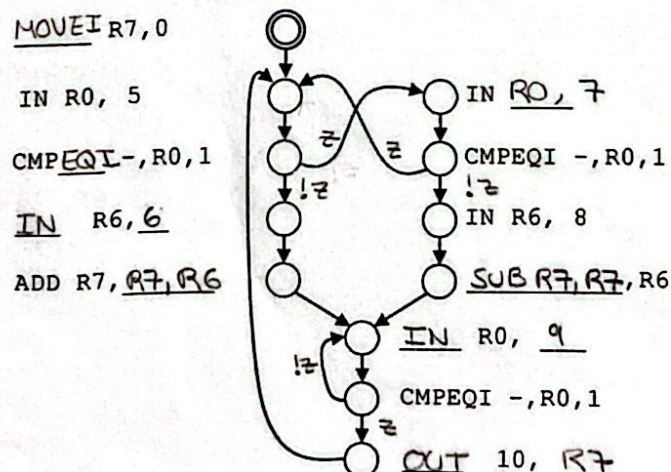 MOVEI R7,0
IN R0, 5
IN R0, 7
z
z
CMPEQI-,R0,1
CMPEQI -,R0,1
!z
!z
IN R6,6
IN R6, 8
ADD R7,R7,R6
SUB R7,R7,R6
IN R0, 9
!z
CMPEQI -,R0,1
z
OUT 10, R7